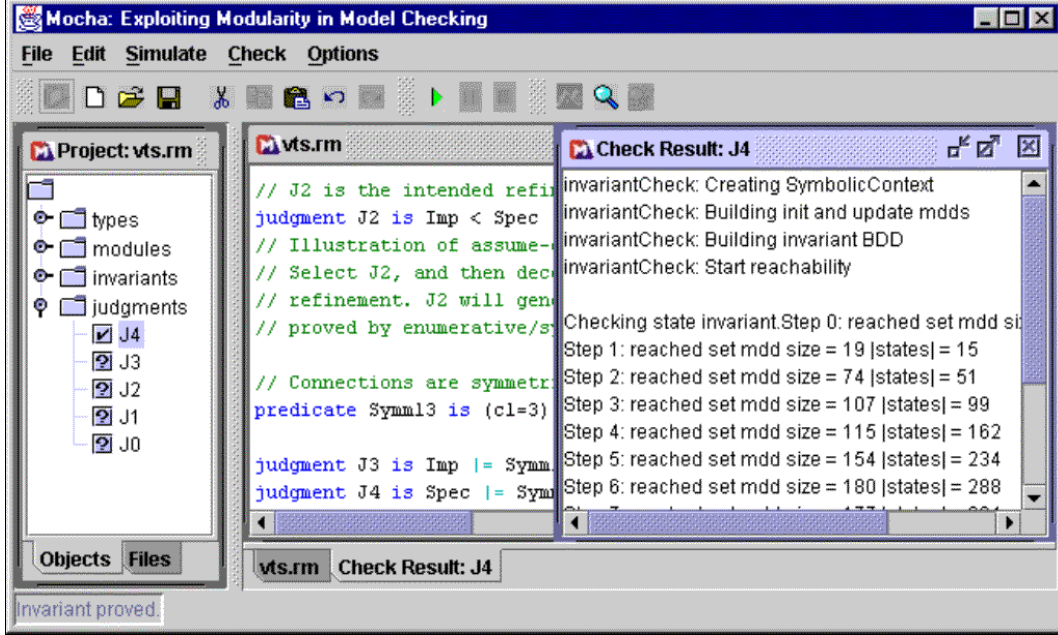 Mocha: Exploiting Modularity in Model Checking
File Edit Simulate Check Options
Project: vts.rm
types
modules
invariants
judgments
J4
J3
J2
J1
J0
Objects Files
vts.rm
// J2 is the intended refi
judgment J2 is Imp < Spec
// Illustration of assume-
// Select J2, and then dec
// refinement. J2 will gen
// proved by enumerative/s
// Connections are symmetri
predicate Symm13 is (cl=3)
judgment J3 is Imp |= Symm
judgment J4 is Spec |= Symm
Check Result: J4
invariantCheck: Creating SymbolicContext
invariantCheck: Building init and update mdds
invariantCheck: Building invariant BDD
invariantCheck: Start reachability
Checking state invariant.Step 0: reached set mdd si
Step 1: reached set mdd size = 19 |states| = 15
Step 2: reached set mdd size = 74 |states| = 51
Step 3: reached set mdd size = 107 |states| = 99
Step 4: reached set mdd size = 115 |states| = 162
Step 5: reached set mdd size = 154 |states| = 234
Step 6: reached set mdd size = 180 |states| = 288
vts.rm Check Result: J4
Invariant proved.